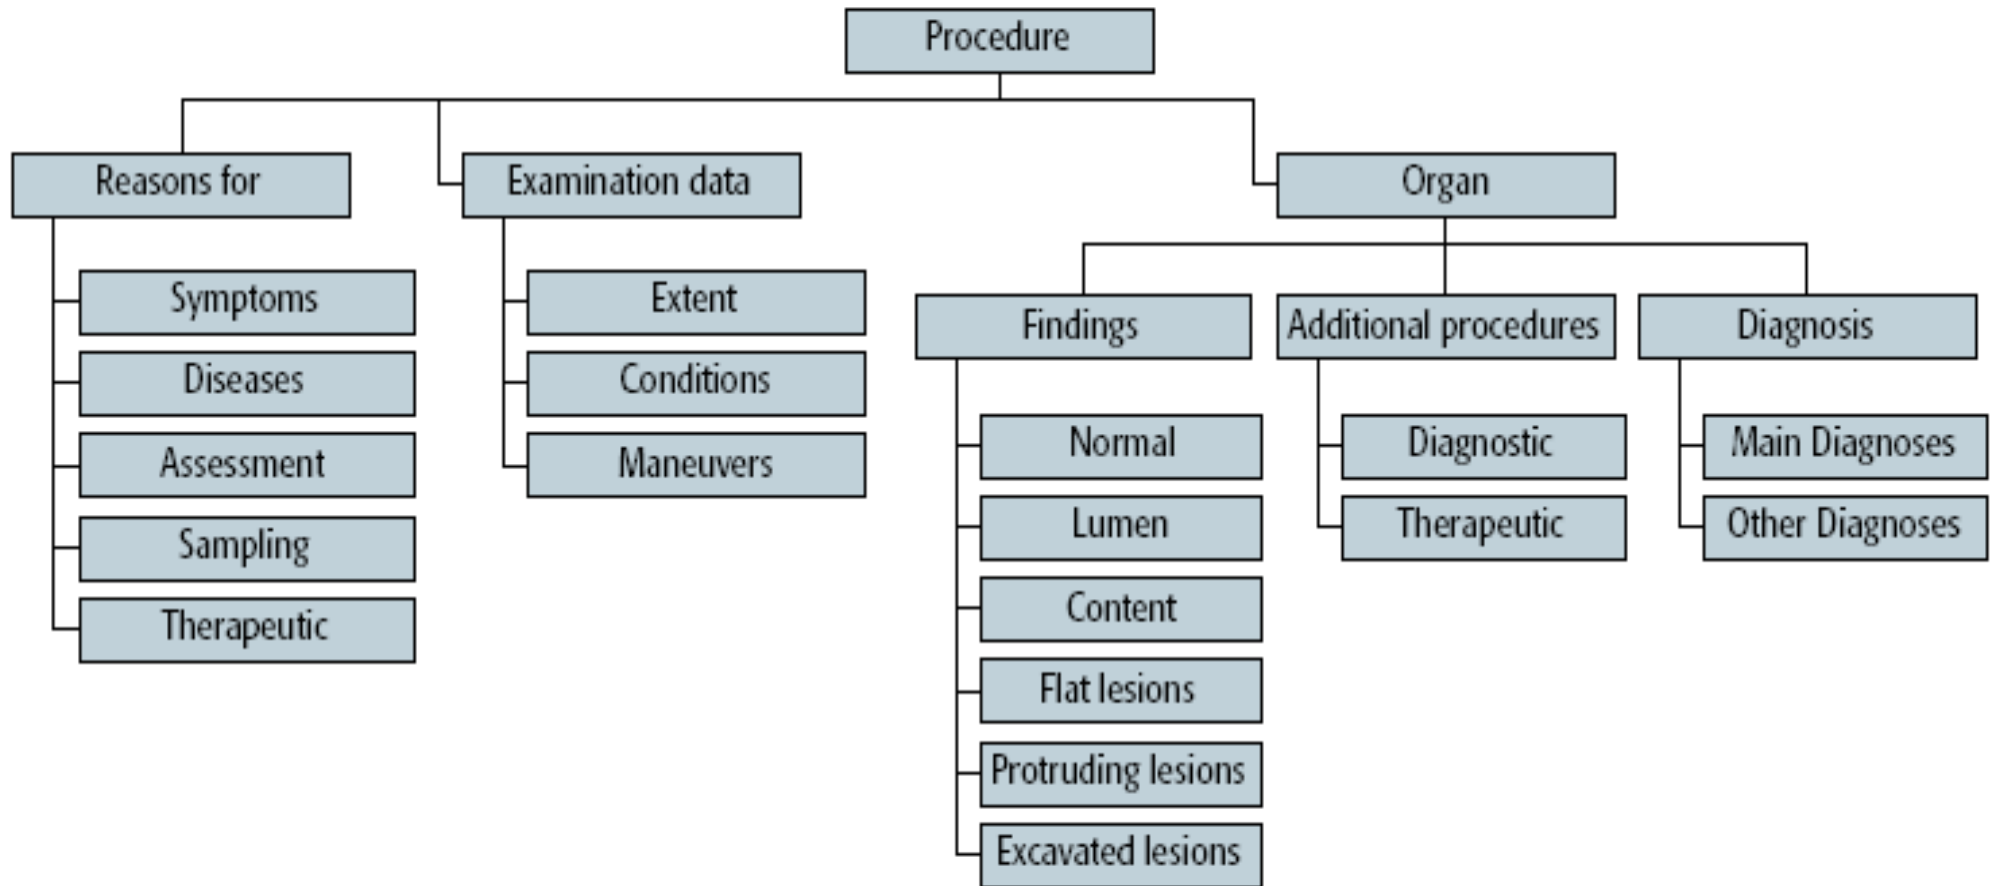 Procedure
Reasons for
Examination data
Organ
Symptoms
Diseases
Assessment
Sampling
Therapeutic
Extent
Conditions
Maneuvers
Findings
Additional procedures
Diagnosis
Normal
Lumen
Content
Flat lesions
Protruding lesions
Excavated lesions
Diagnostic
Therapeutic
Main Diagnoses
Other Diagnoses